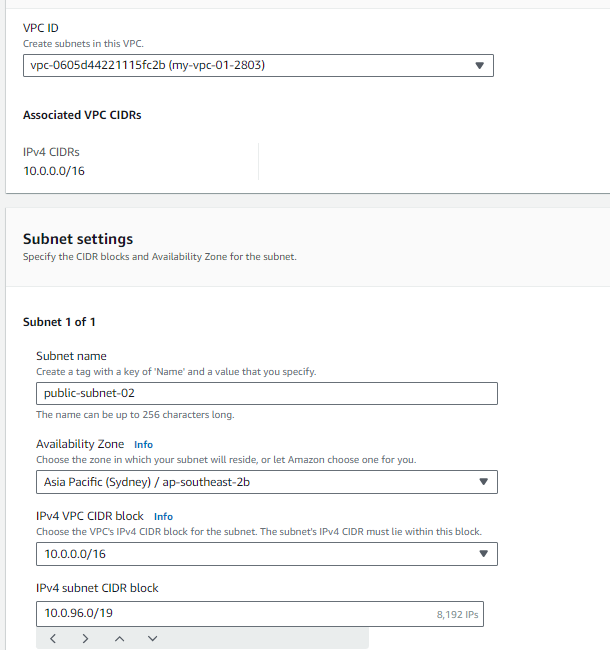 VPC ID
Create subnets in this VPC.
vpc-0605d44221115fc2b (my-vpc-01-2803)
Associated VPC CIDRs
IPv4 CIDRs
10.0.0.0/16
Subnet settings
Specify the CIDR blocks and Availability Zone for the subnet.
Subnet 1 of 1
Subnet name
Create a tag with a key of 'Name' and a value that you specify.
public-subnet-02
The name can be up to 256 characters long.
Availability Zone Info
Choose the zone in which your subnet will reside, or let Amazon choose one for you.
Asia Pacific (Sydney) / ap-southeast-2b
IPv4 VPC CIDR block Info
Choose the VPC's IPv4 CIDR block for the subnet. The subnet's IPv4 CIDR must lie within this block.
10.0.0.0/16
IPv4 subnet CIDR block
10.0.96.0/19 8,192 IPs